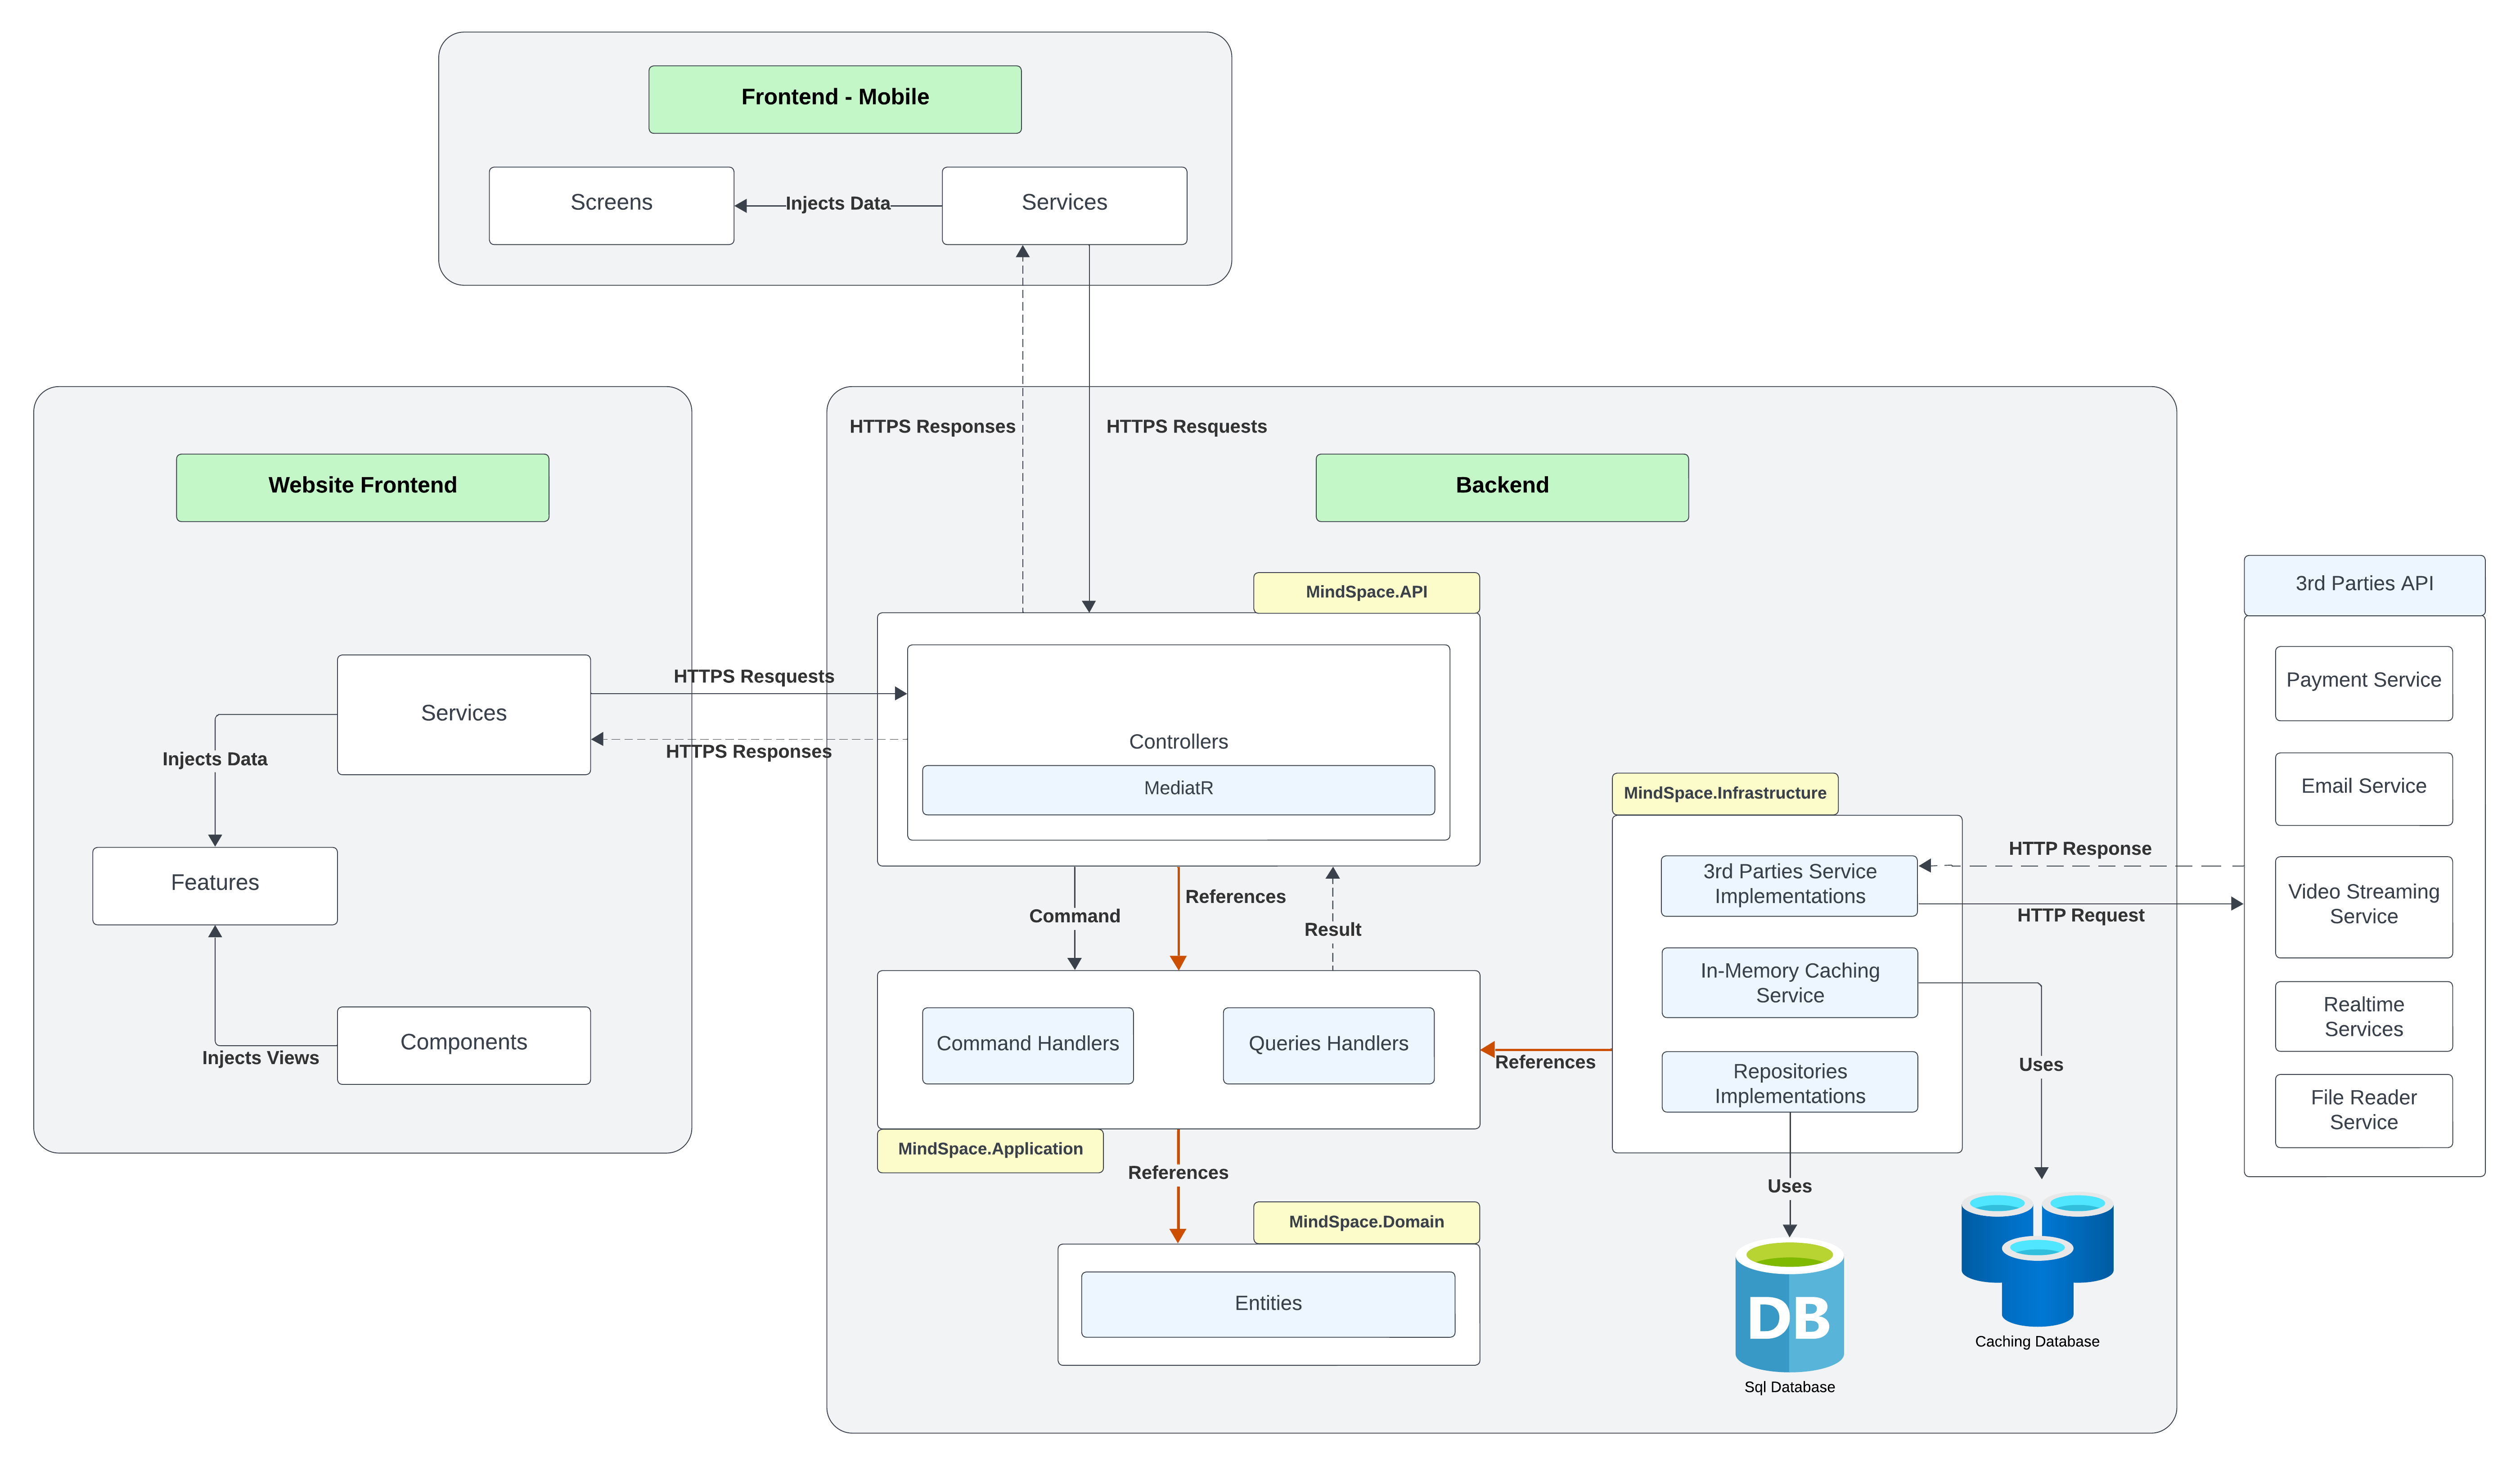 Frontend - Mobile
Screens
Injects Data
Services
HTTPS Responses
HTTPS Resquests
Website Frontend
Backend
MindSpace.API
3rd Parties API
Services
HTTPS Resquests
HTTPS Responses
Injects Data
Controllers
MediatR
Payment Service
Email Service
MindSpace.Infrastructure
Features
Command
References
Result
3rd Parties Service
Implementations
HTTP Response
HTTP Request
Video Streaming
Service
In-Memory Caching
Service
Realtime
Services
Components
Injects Views
Command Handlers
Queries Handlers
References
Repositories
Implementations
Uses
File Reader
Service
MindSpace.Application
References
Uses
MindSpace.Domain
Entities
DB
Sql Database
Caching Database